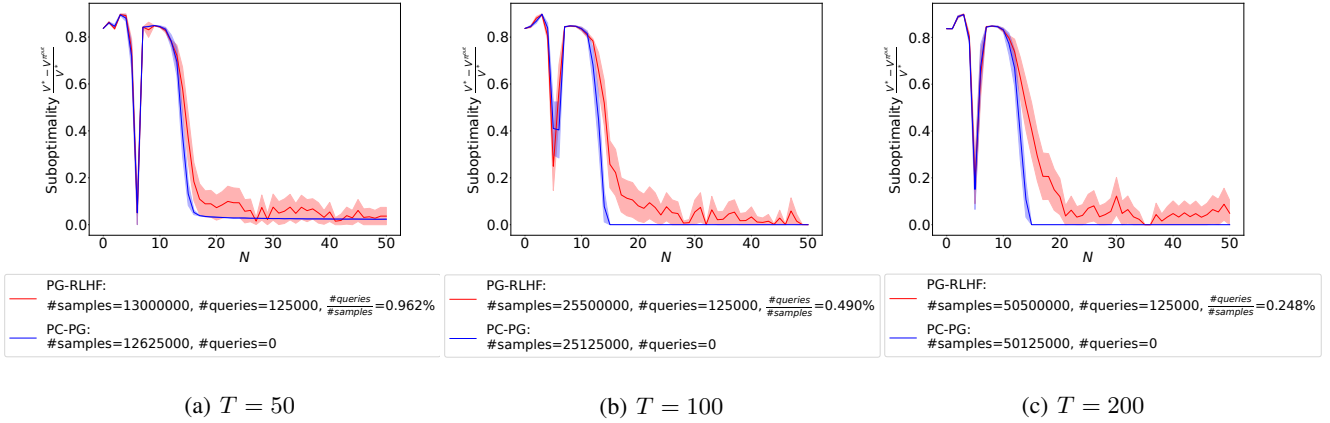 Suboptimality \frac{V^* - V^{\pi^{out}}}{V^*}
0.8
0.6
0.4
0.2
0.0
0 10 20 30 40 50
N
PG-RLHF:
#samples=13000000, #queries=125000, \frac{\#queries}{\#samples}=0.962%
PC-PG:
#samples=12625000, #queries=0
(a) T = 50
Suboptimality \frac{V^* - V^{\pi^{out}}}{V^*}
0.8
0.6
0.4
0.2
0.0
0 10 20 30 40 50
N
PG-RLHF:
#samples=25500000, #queries=125000, \frac{\#queries}{\#samples}=0.490%
PC-PG:
#samples=25125000, #queries=0
(b) T = 100
Suboptimality \frac{V^* - V^{\pi^{out}}}{V^*}
0.8
0.6
0.4
0.2
0.0
0 10 20 30 40 50
N
PG-RLHF:
#samples=50500000, #queries=125000, \frac{\#queries}{\#samples}=0.248%
PC-PG:
#samples=50125000, #queries=0
(c) T = 200